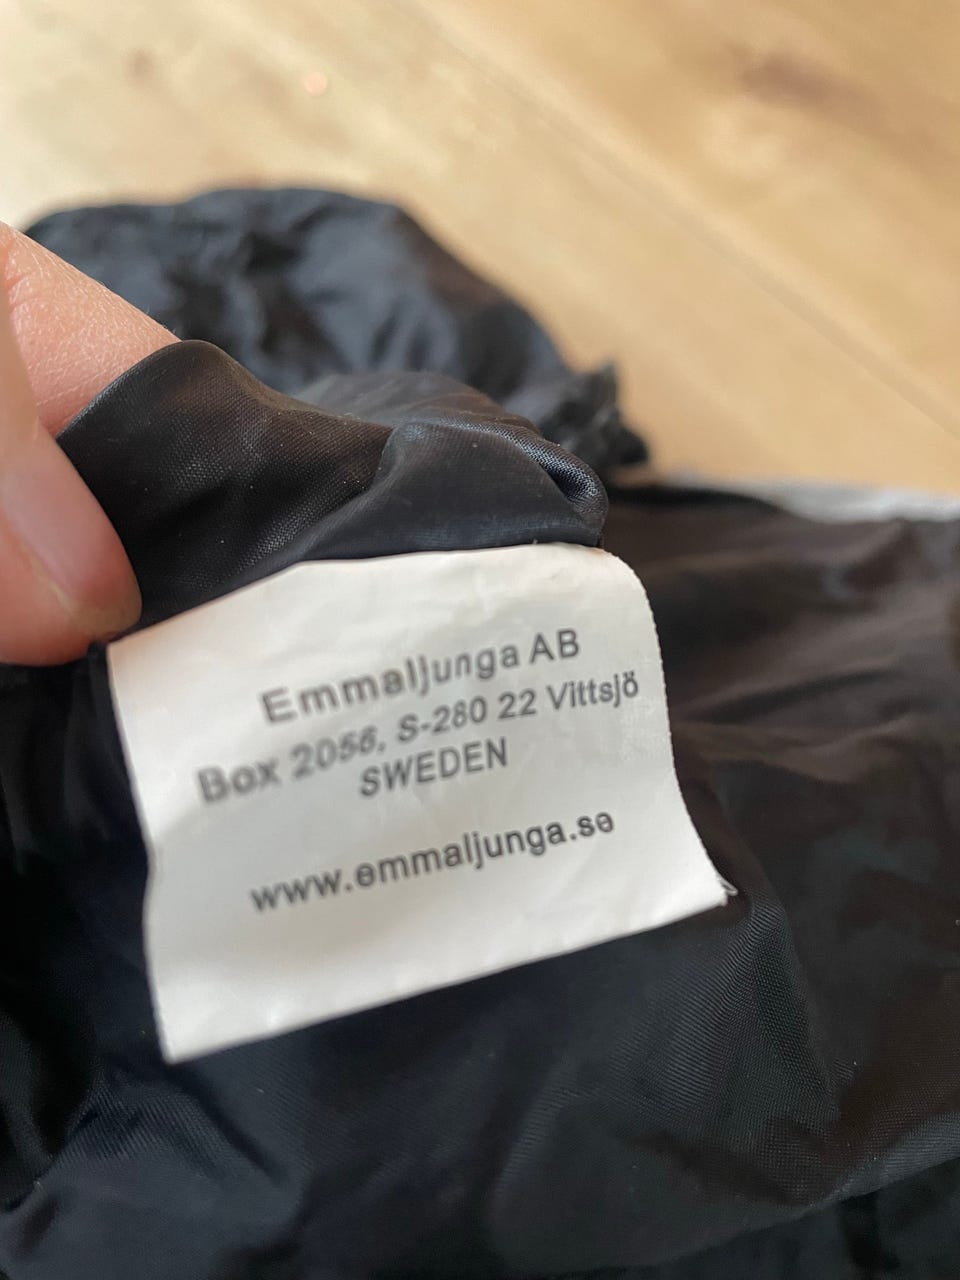 Emmaljunga AB
Box 2056, S-280 22 Vittsjö
SWEDEN
www.emmaljunga.se